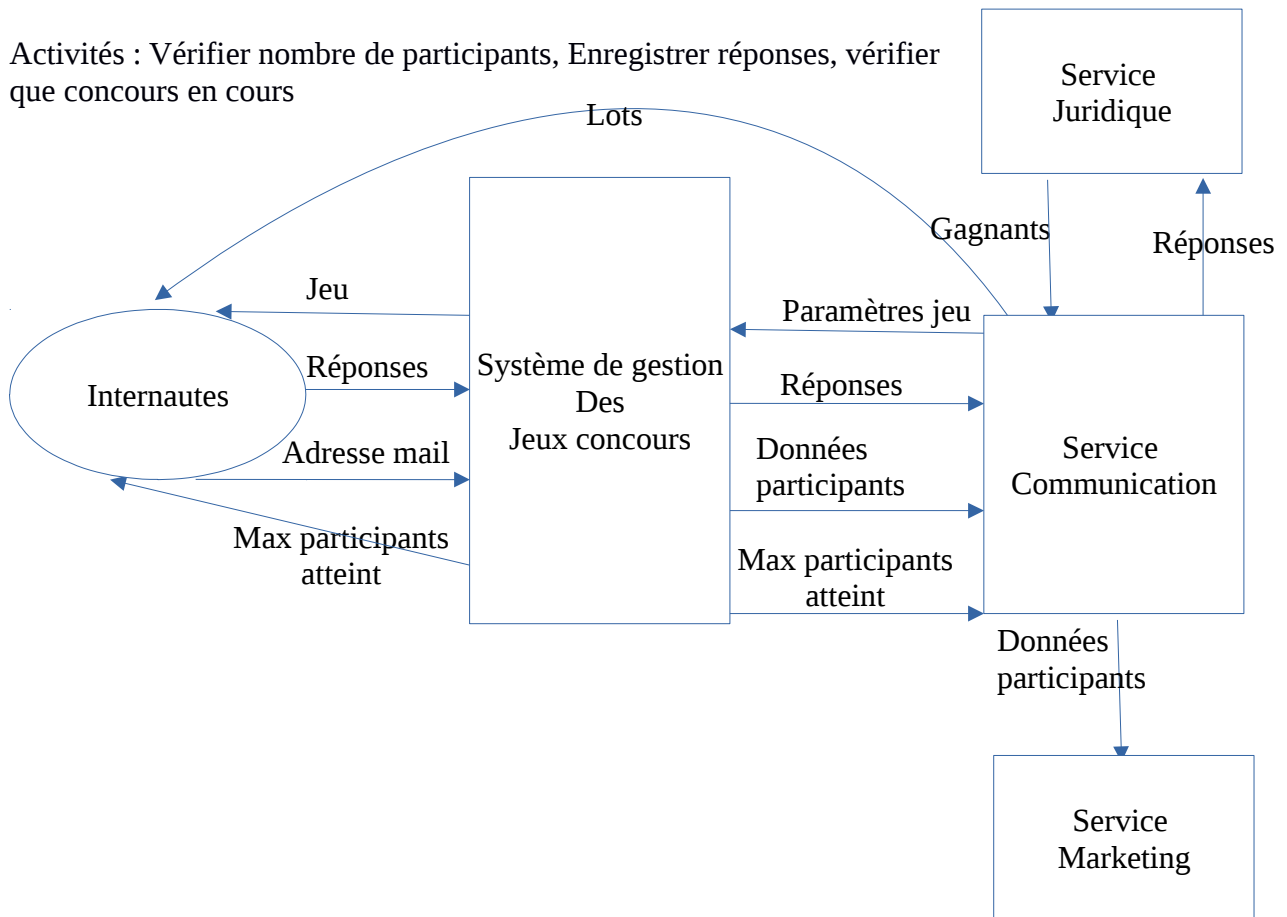 Activités : Vérifier nombre de participants, Enregistrer réponses, vérifier
que concours en cours
Service
Juridique
Lots
Gagnants
Réponses
Jeu
Paramètres jeu
Internautes
Réponses
Système de gestion
Des
Jeux concours
Réponses
Adresse mail
Données
participants
Service
Communication
Max participants
atteint
Max participants
atteint
Données
participants
Service
Marketing